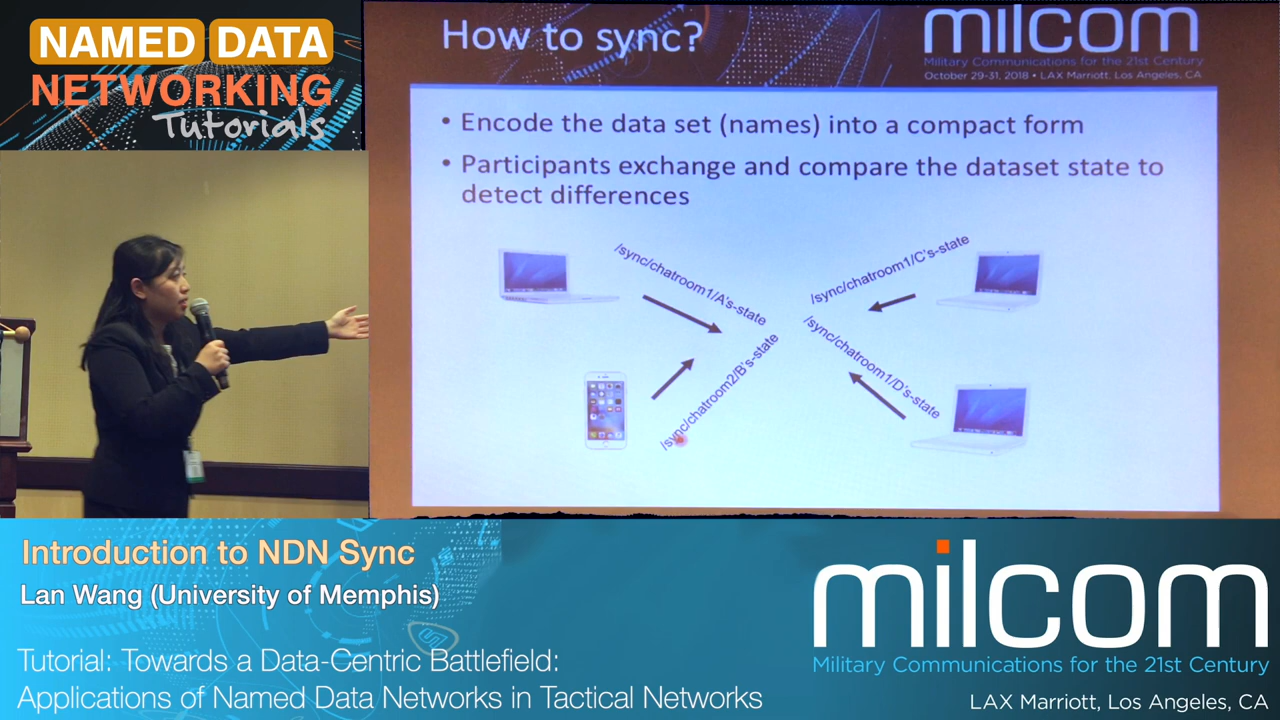 NAMED DATA
NETWORKING
Tutorials
How to sync?
milcom
Military Communications for the 21st Century
October 29-31, 2018 • LAX Marriott, Los Angeles, CA
• Encode the data set (names) into a compact form
• Participants exchange and compare the dataset state to
detect differences
/sync/chatroom1/A's-state
/sync/chatroom1/C's-state
/sync/chatroom2/B's-state
/sync/chatroom1/D's-state
Introduction to NDN Sync
Lan Wang (University of Memphis)
Tutorial: Towards a Data-Centric Battlefield:
Applications of Named Data Networks in Tactical Networks
milcom
Military Communications for the 21st Century
LAX Marriott, Los Angeles, CA